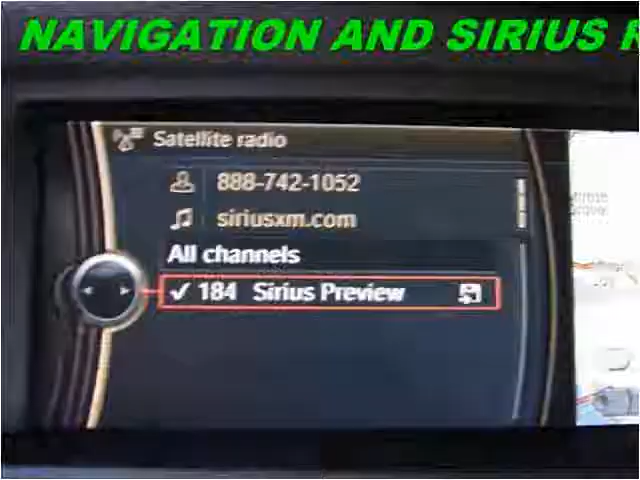 NAVIGATION AND SIRIUS
Satellite radio
888-742-1052
siriusxm.com
All channels
✓ 184 Sirius Preview